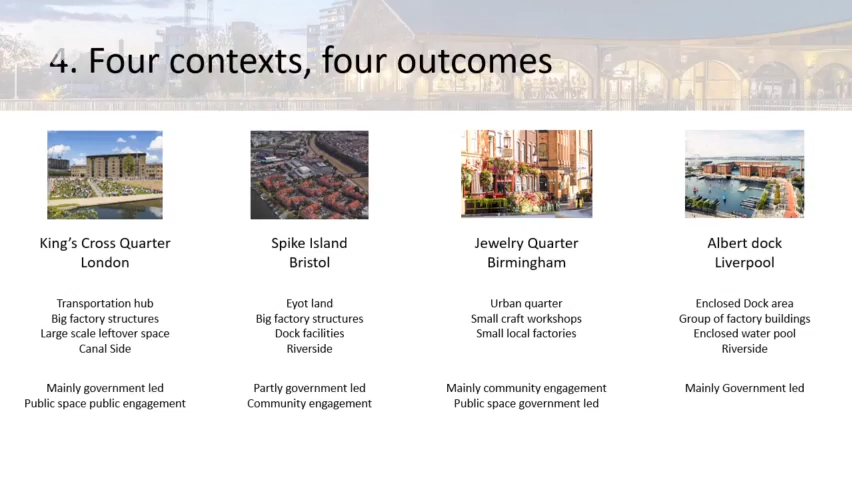 4. Four contexts, four outcomes
King's Cross Quarter
London
Transportation hub
Big factory structures
Large scale leftover space
Canal Side
Mainly government led
Public space public engagement
Spike Island
Bristol
Eyot land
Big factory structures
Dock facilities
Riverside
Partly government led
Community engagement
Jewelry Quarter
Birmingham
Urban quarter
Small craft workshops
Small local factories
Mainly community engagement
Public space government led
Albert dock
Liverpool
Enclosed Dock area
Group of factory buildings
Enclosed water pool
Riverside
Mainly Government led